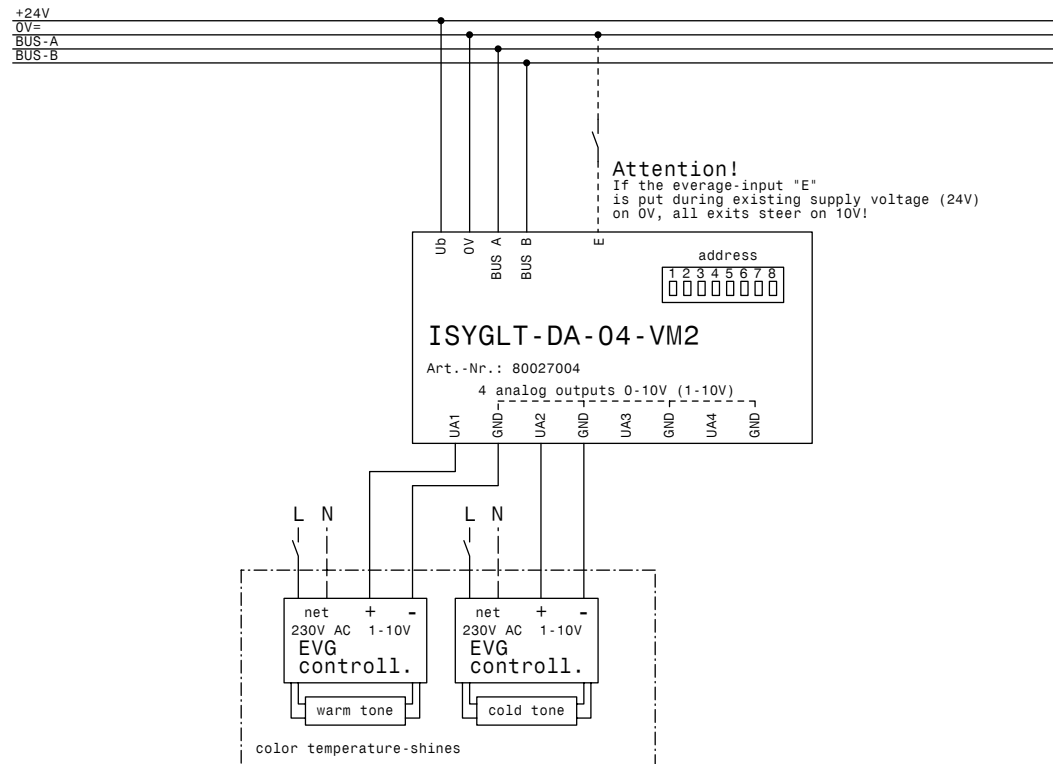 +24V
0V=
BUS-A
BUS-B
Attention!
If the everage-input "E"
is put during existing supply voltage (24V)
on 0V, all exits steer on 10V!
Ub
0V
BUS A
BUS B
E
address
1 2 3 4 5 6 7 8
ISYGLT-DA-04-VM2
Art.-Nr.: 80027004
4 analog outputs 0-10V (1-10V)
UA1
GND
UA2
GND
UA3
GND
UA4
GND
L N
L N
net + -
230V AC 1-10V
EVG
controll.
warm tone
net + -
230V AC 1-10V
EVG
controll.
cold tone
color temperature-shines